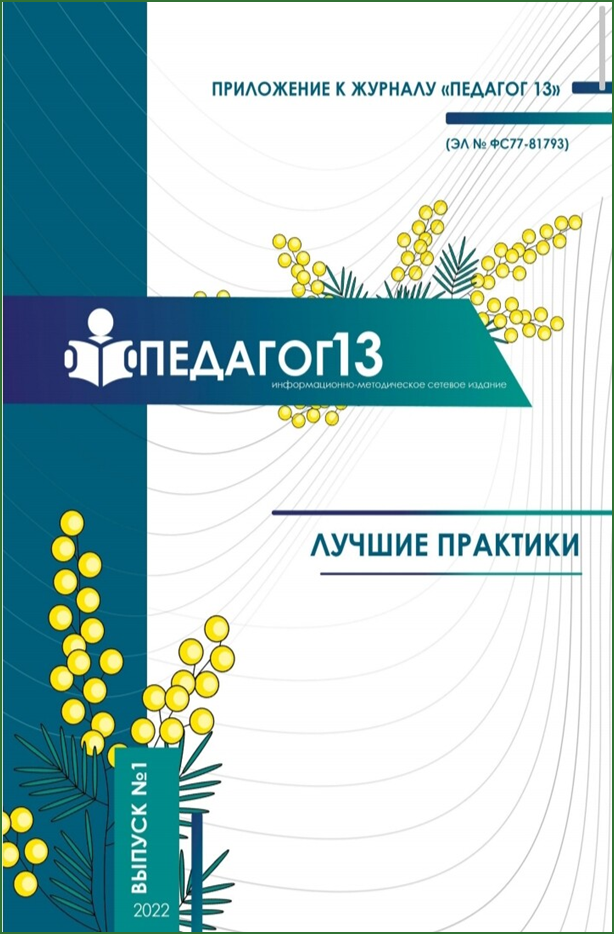 ПРИЛОЖЕНИЕ К ЖУРНАЛУ «ПЕДАГОГ 13»
(ЭЛ № ФС77-81793)
ПЕДАГОГ13
информационно-методическое сетевое издание
ЛУЧШИЕ ПРАКТИКИ
ВЫПУСК №1
2022